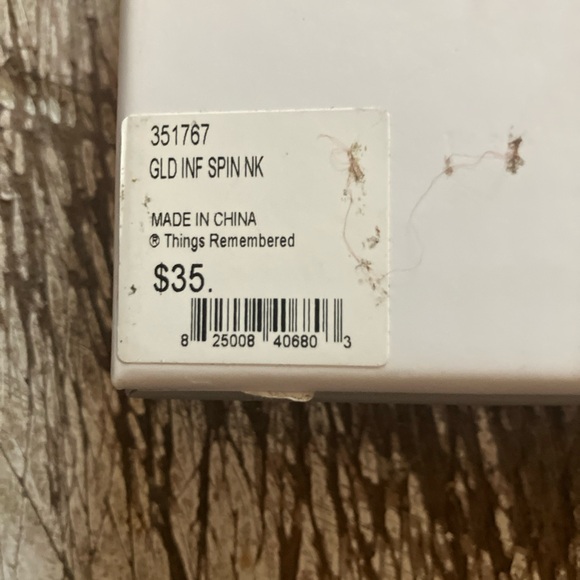 351767
GLD INF SPIN NK
MADE IN CHINA
® Things Remembered
$35.
8 25008 40680 3